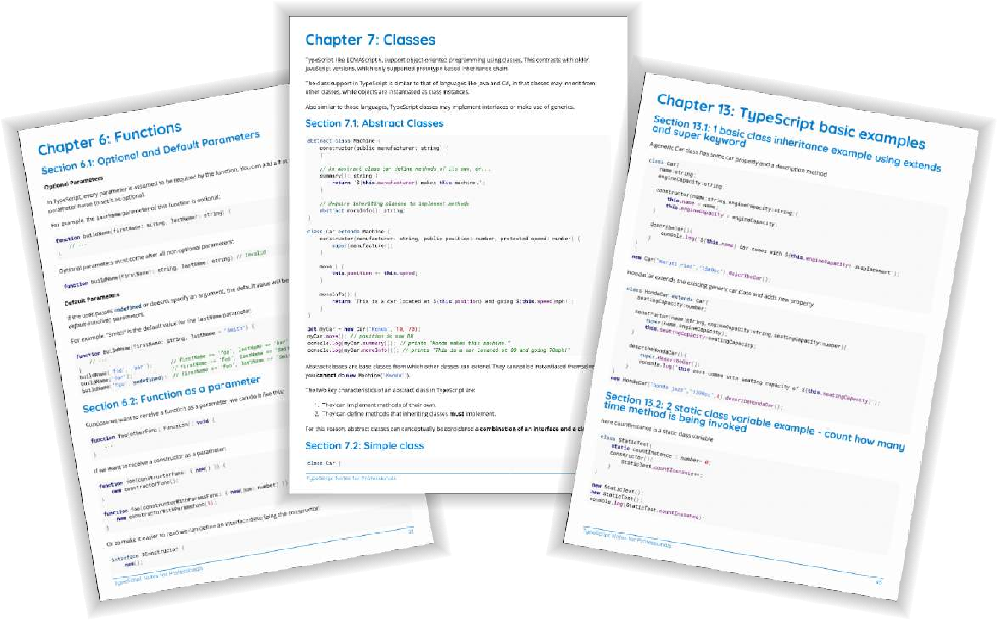 Chapter 6: Functions
Section 6.1: Optional and Default Parameters
Optional Parameters
In TypeScript, every parameter is assumed to be required by the function. You can add a ? at
parameter name to set it as optional.
For example, the lastName parameter of this function is optional:
function buildName(firstName: string, lastName?: string) {
// ...
}
Optional parameters must come after all non-optional parameters:
function buildName(firstName?: string, lastName: string) // Invalid
Default Parameters
If the user passes undefined or doesn't specify an argument, the default value will be
default-initialized parameters.
For example, "Smith" is the default value for the lastName parameter.
function buildName(firstName: string, lastName = "Smith") {
// ...
}
buildName('foo', 'bar'); // firstName == 'foo', lastName == 'bar'
buildName('foo'); // firstName == 'foo', lastName == 'Smit
buildName('foo', undefined); // firstName == 'foo', lastName == 'Smi
Section 6.2: Function as a parameter
Suppose we want to receive a function as a parameter, we can do it like this:
function foo(otherFunc: Function): void {
...
}
If we want to receive a constructor as a parameter:
function foo(constructorFunc: { new() }) {
new constructorFunc();
}
function foo(constructorWithParamsFunc: { new(num: number) })
new constructorWithParamsFunc(1);
}
Or to make it easier to read we can define an interface describing the constructor:
interface IConstructor {
new();
TypeScript Notes for Professionals
21
Chapter 7: Classes
TypeScript, like ECMAScript 6, support object-oriented programming using classes. This contrasts with older
JavaScript versions, which only supported prototype-based inheritance chain.
The class support in TypeScript is similar to that of languages like Java and C#, in that classes may inherit from
other classes, while objects are instantiated as class instances.
Also similar to those languages, TypeScript classes may implement interfaces or make use of generics.
Section 7.1: Abstract Classes
abstract class Machine {
constructor(public manufacturer: string) {
}
// An abstract class can define methods of its own, or...
summary(): string {
return `${this.manufacturer} makes this machine.`;
}
// Require inheriting classes to implement methods
abstract moreInfo(): string;
}
class Car extends Machine {
constructor(manufacturer: string, public position: number, protected speed: number) {
super(manufacturer);
}
move() {
this.position += this.speed;
}
moreInfo() {
return `This is a car located at ${this.position} and going ${this.speed}mph!`;
}
}
let myCar = new Car("Konda", 10, 70);
myCar.move(); // position is now 80
console.log(myCar.summary()); // prints "Konda makes this machine."
console.log(myCar.moreInfo()); // prints "This is a car located at 80 and going 70mph!"
Abstract classes are base classes from which other classes can extend. They cannot be instantiated themselve
you cannot do new Machine("Konda")).
The two key characteristics of an abstract class in TypeScript are:
1. They can implement methods of their own.
2. They can define methods that inheriting classes must implement.
For this reason, abstract classes can conceptually be considered a combination of an interface and a cla
Section 7.2: Simple class
class Car {
TypeScript Notes for Professionals
Chapter 13: TypeScript basic examples
Section 13.1: 1 basic class inheritance example using extends
and super keyword
A generic Car class has some car property and a description method
class Car{
name:string;
engineCapacity:string;
constructor(name:string,engineCapacity:string){
this.name = name;
this.engineCapacity = engineCapacity;
}
describeCar(){
console.log(`${this.name} car comes with ${this.engineCapacity} displacement`);
}
}
new Car("maruti ciaz","1500cc").describeCar();
HondaCar extends the existing generic car class and adds new property.
class HondaCar extends Car{
seatingCapacity:number;
constructor(name:string,engineCapacity:string,seatingCapacity:number){
super(name,engineCapacity);
this.seatingCapacity=seatingCapacity;
}
describeHondaCar(){
super.describeCar();
console.log(`this cars comes with seating capacity of ${this.seatingCapacity}`);
}
}
new HondaCar("honda jazz","1200cc",4).describeHondaCar();
Section 13.2: 2 static class variable example - count how many
time method is being invoked
here countInstance is a static class variable
class StaticTest{
static countInstance : number= 0;
constructor(){
StaticTest.countInstance++;
}
}
new StaticTest();
new StaticTest();
console.log(StaticTest.countInstance);
TypeScript Notes for Professionals
45